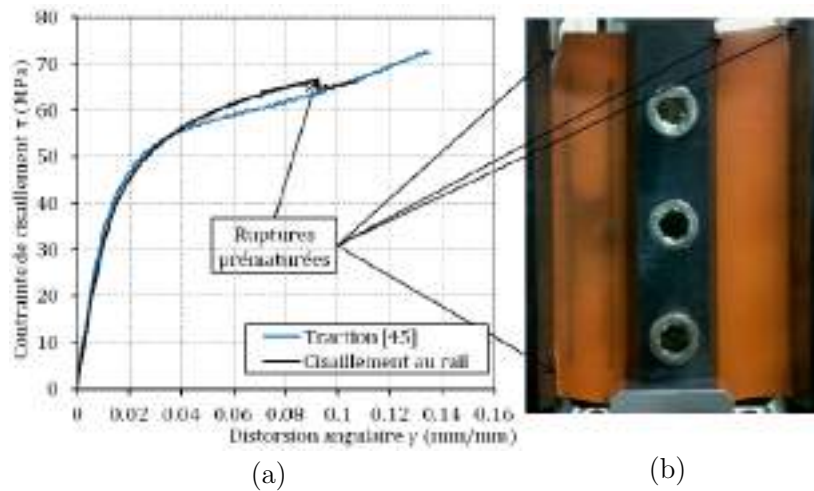 80
70
60
50
40
30
20
10
0
Contrainte de cisaillement τ (MPa)
Ruptures
prématurées
Traction [45]
Cisaillement au rail
0 0.02 0.04 0.06 0.08 0.1 0.12 0.14 0.16
Distorsion angulaire γ (mm/mm)
(a)
(b)